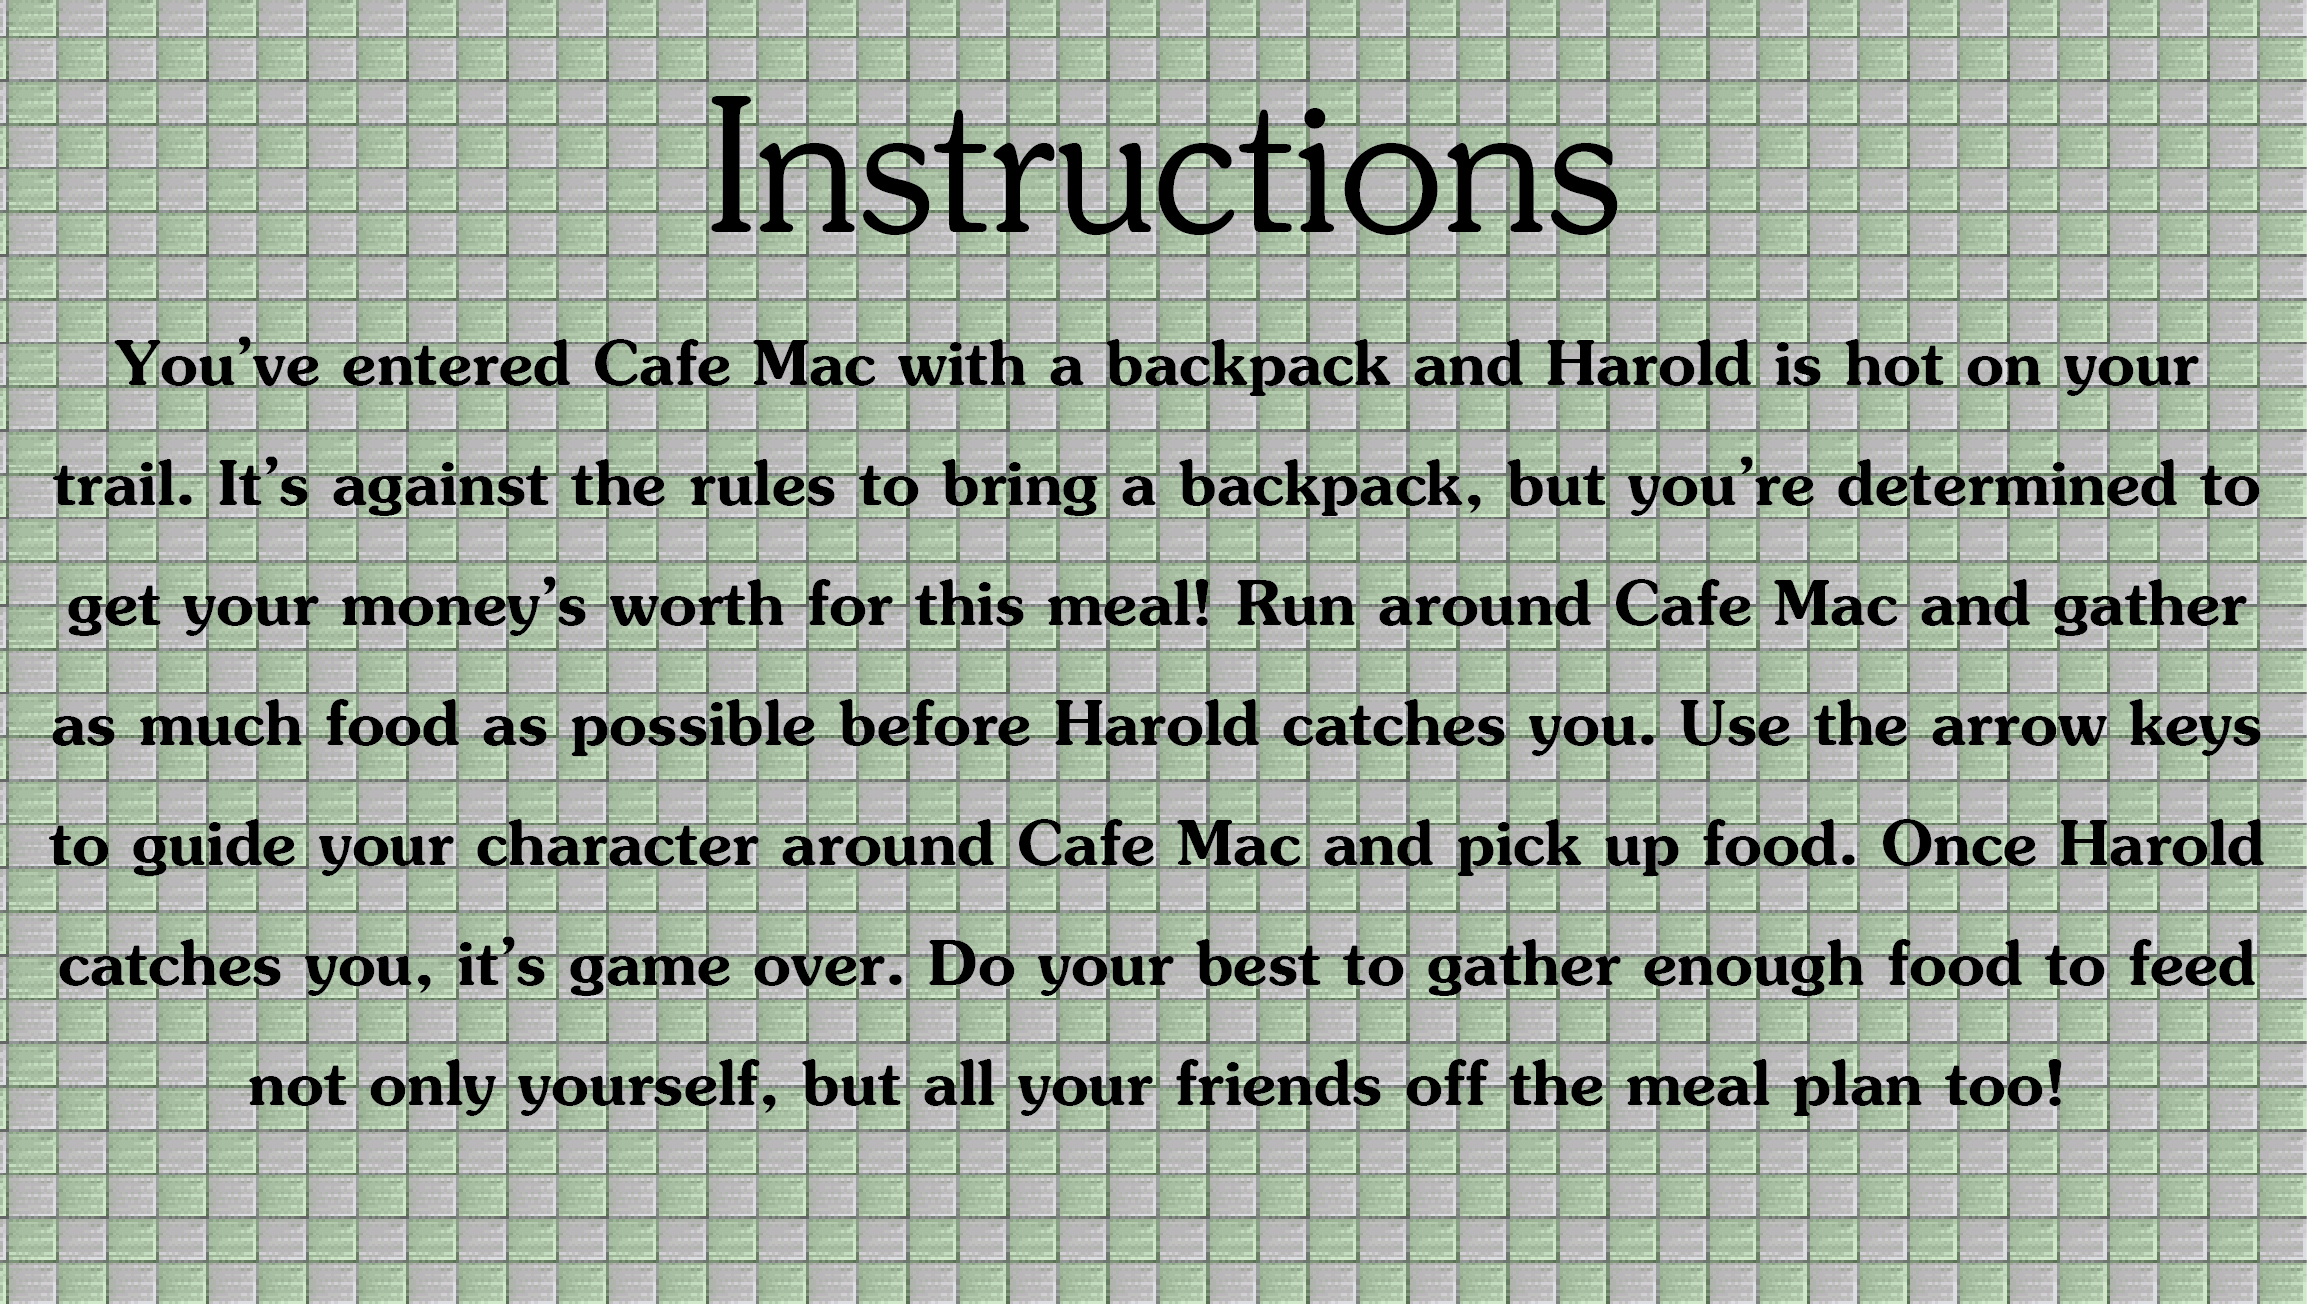 Instructions
You’ve entered Cafe Mac with a backpack and Harold is hot on your
trail. It’s against the rules to bring a backpack, but you’re determined to
get your money’s worth for this meal! Run around Cafe Mac and gather
as much food as possible before Harold catches you. Use the arrow keys
to guide your character around Cafe Mac and pick up food. Once Harold
catches you, it’s game over. Do your best to gather enough food to feed
not only yourself, but all your friends off the meal plan too!